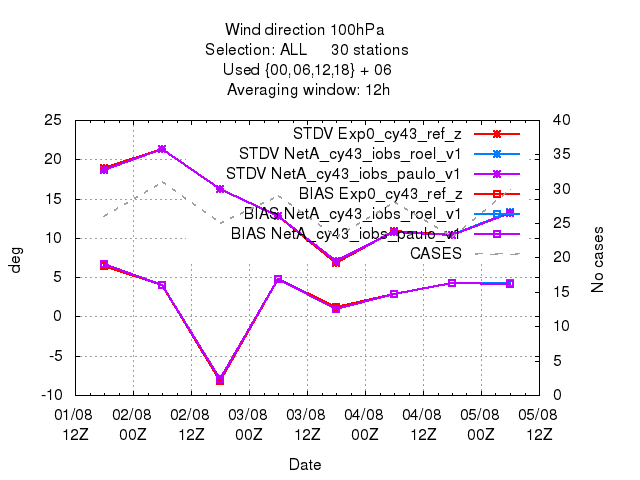 Wind direction 100hPa
Selection: ALL 30 stations
Used {00,06,12,18} + 06
Averaging window: 12h
25 40
STDV Exp0_cy43_ref_z
STDV NetA_cy43_iobs_roel_v1
STDV NetA_cy43_iobs_paulo_v1
BIAS Exp0_cy43_ref_z
BIAS NetA_cy43_iobs_roel_v1
BIAS NetA_cy43_iobs_paulo_v1
CASES
20 35
15 30
10 25
5 20
0 15
-5 10
-10 5
0
deg
No cases
01/08 02/08 02/08 03/08 03/08 04/08 04/08 05/08 05/08
12Z 00Z 12Z 00Z 12Z 00Z 12Z 00Z 12Z
Date